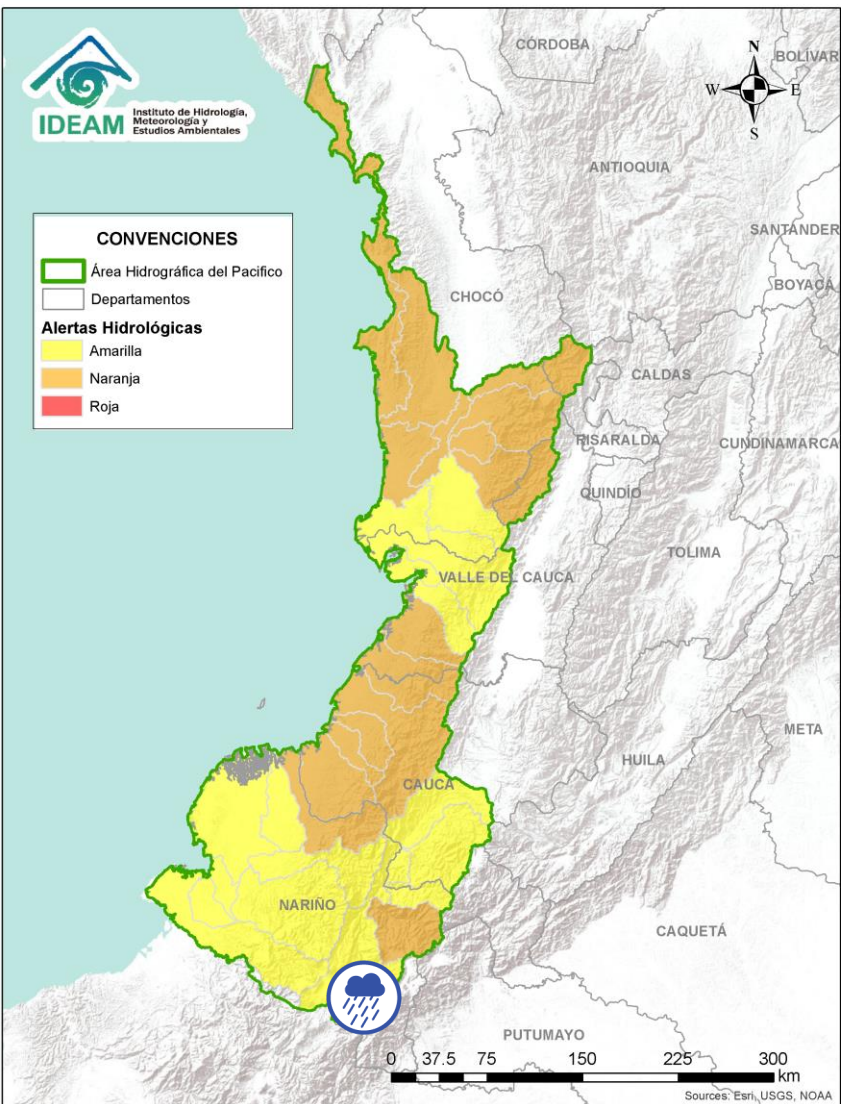 IDEAM
Instituto de Hidrología,
Meteorología y
Estudios Ambientales
CÓRDOBA
BOLÍVAR
N
W
E
S
ANTIOQUIA
SANTANDER
BOYACÁ
CONVENCIONES
Área Hidrográfica del Pacifico
Departamentos
Alertas Hidrológicas
Amarilla
Naranja
Roja
CHOCÓ
CALDAS
RISARALDA
CUNDINAMARCA
QUINDÍO
TOLIMA
VALLE DEL CAUCA
META
HUILA
CAUCA
NARIÑO
CAQUETÁ
PUTUMAYO
0 37.5 75 150 225 300
km
Sources: Esri, USGS, NOAA